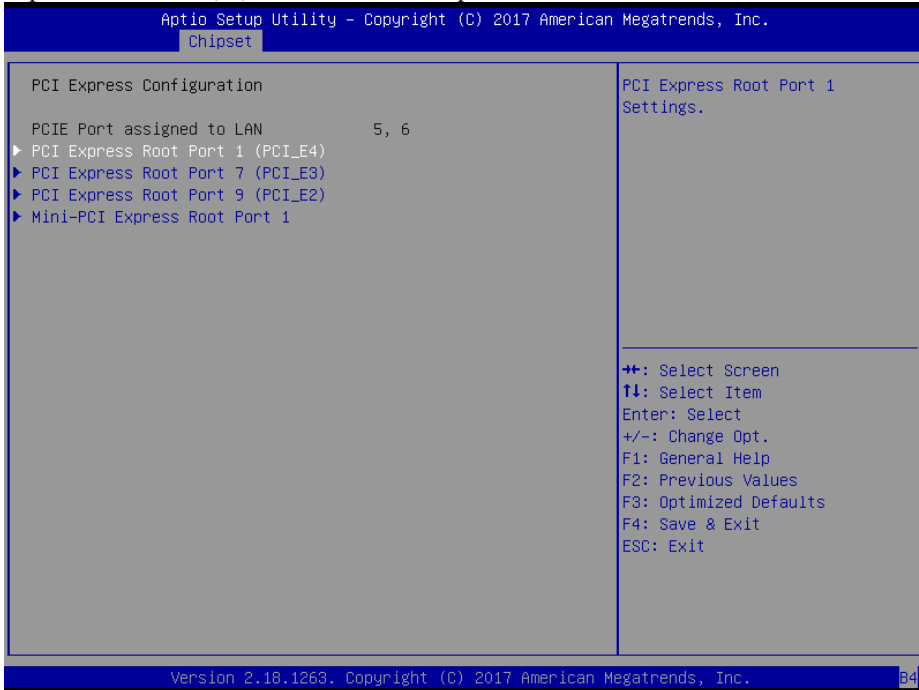 Aptio Setup Utility – Copyright (C) 2017 American Megatrends, Inc.
Chipset
PCI Express Configuration
PCIE Port assigned to LAN 5, 6
PCI Express Root Port 1 (PCI_E4)
PCI Express Root Port 7 (PCI_E3)
PCI Express Root Port 9 (PCI_E2)
Mini-PCI Express Root Port 1
PCI Express Root Port 1
Settings.
→←: Select Screen
↑↓: Select Item
Enter: Select
+/-: Change Opt.
F1: General Help
F2: Previous Values
F3: Optimized Defaults
F4: Save & Exit
ESC: Exit
Version 2.18.1263. Copyright (C) 2017 American Megatrends, Inc.
B4